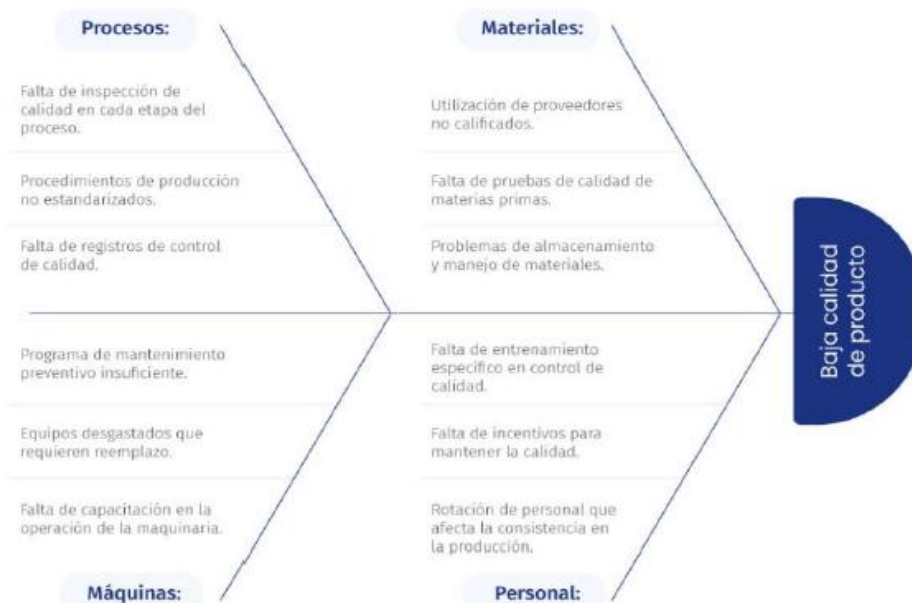 Procesos:
Falta de inspección de
calidad en cada etapa del
proceso.
Procedimientos de producción
no estandarizados.
Falta de registros de control
de calidad.
Materiales:
Utilización de proveedores
no calificados.
Falta de pruebas de calidad de
materias primas.
Problemas de almacenamiento
y manejo de materiales.
Programa de mantenimiento
preventivo insuficiente.
Equipos desgastados que
requieren reemplazo.
Falta de capacitación en la
operación de la maquinaria.
Máquinas:
Falta de entrenamiento
específico en control de
calidad.
Falta de incentivos para
mantener la calidad.
Rotación de personal que
afecta la consistencia en
la producción.
Personal:
Baja calidad
de producto